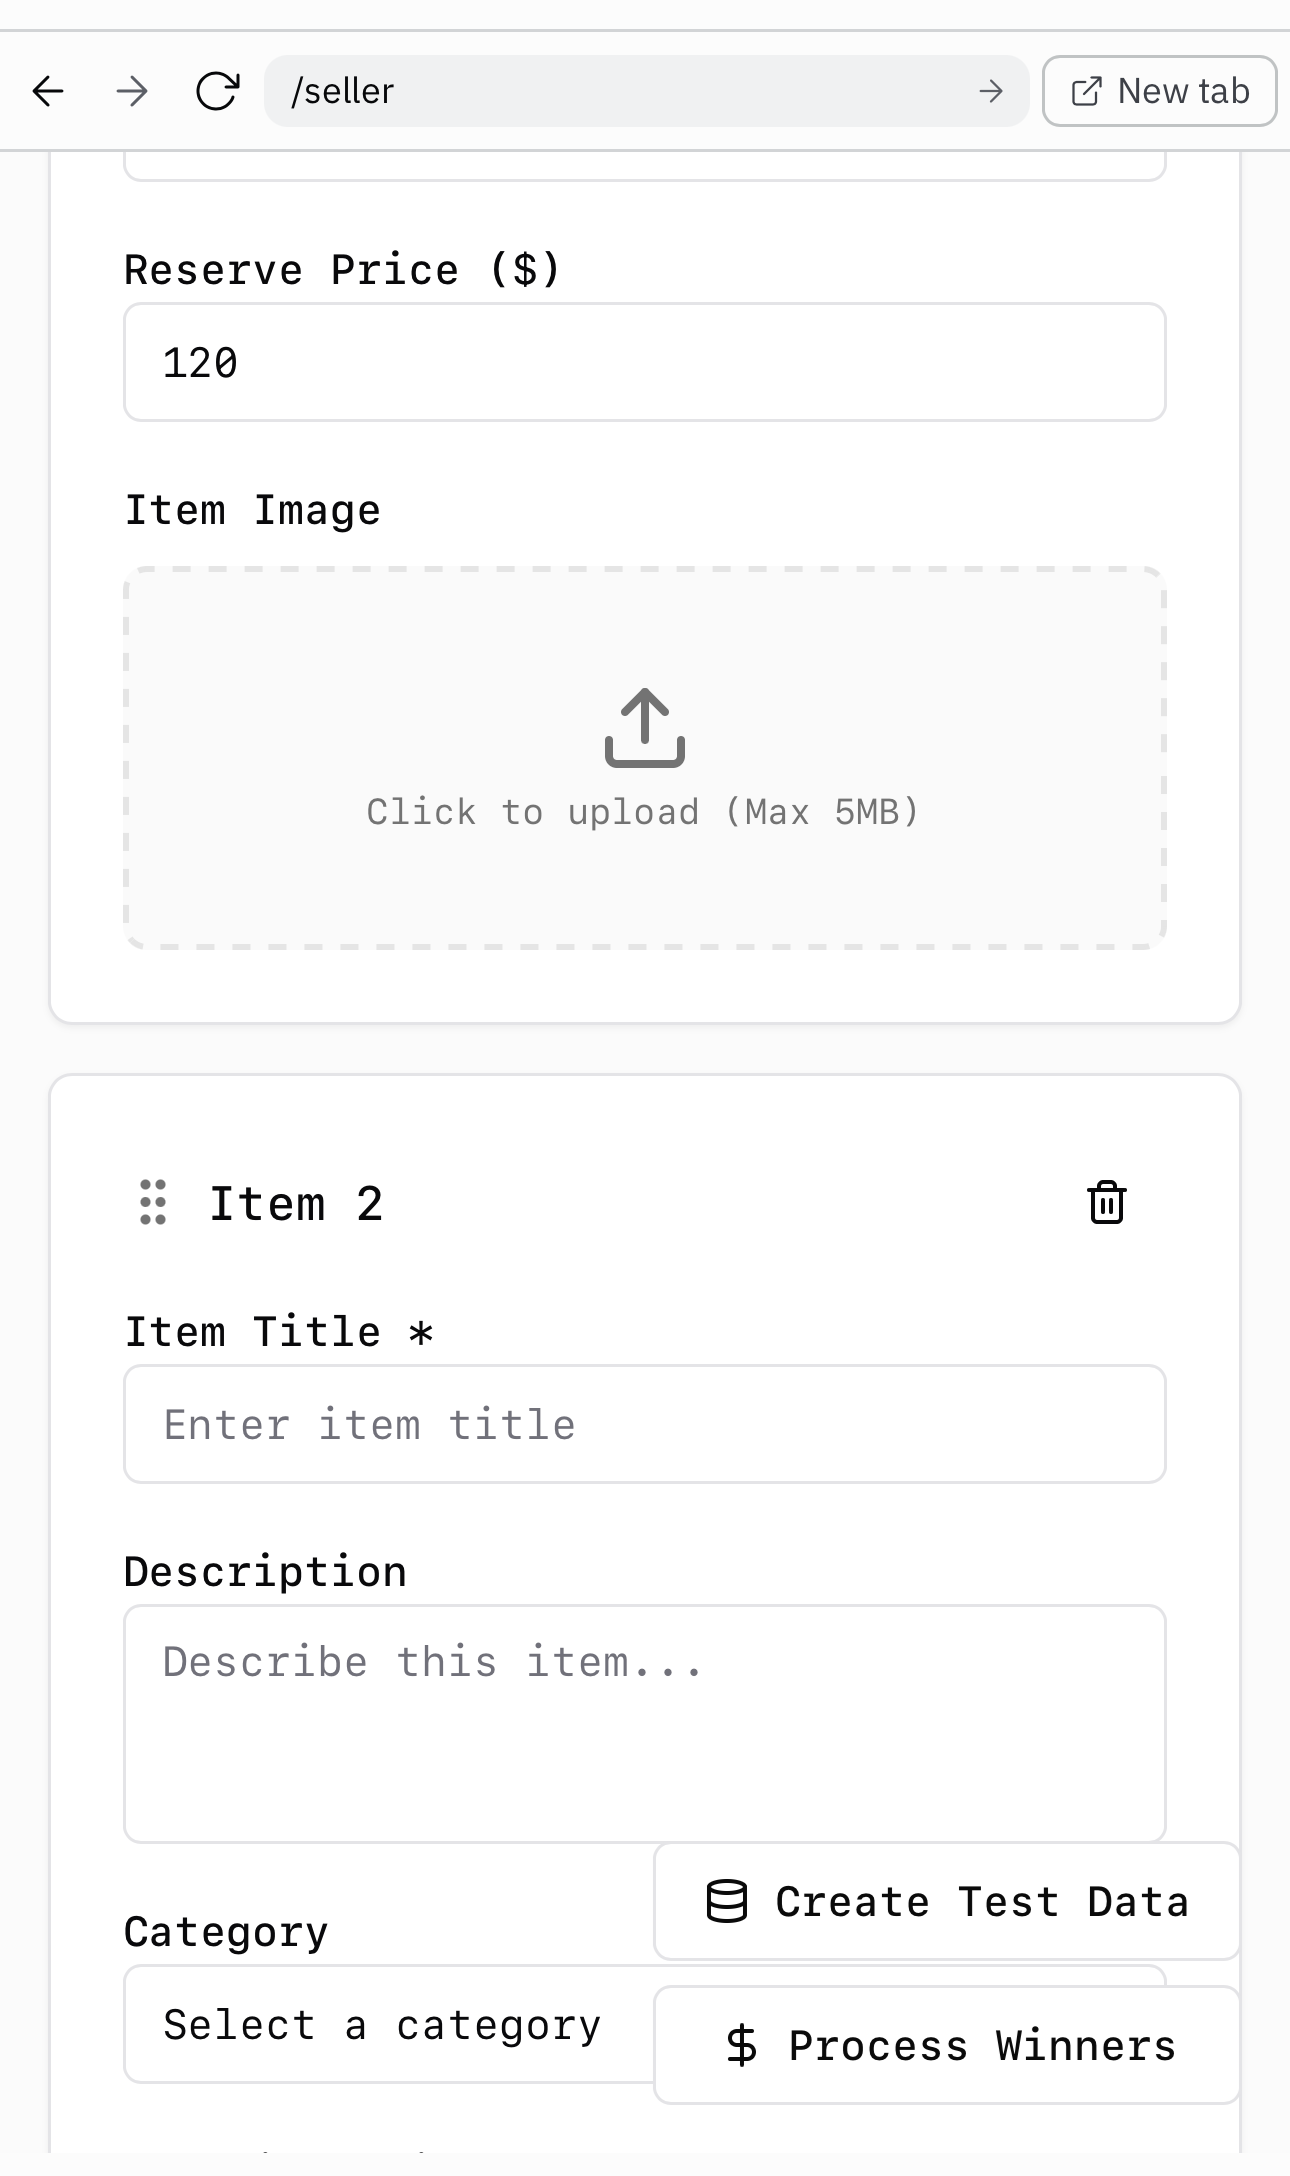 /seller
New tab
Reserve Price ($)
120
Item Image
Click to upload (Max 5MB)
Item 2
Item Title *
Enter item title
Description
Describe this item...
Create Test Data
Category
Select a category
$ Process Winners